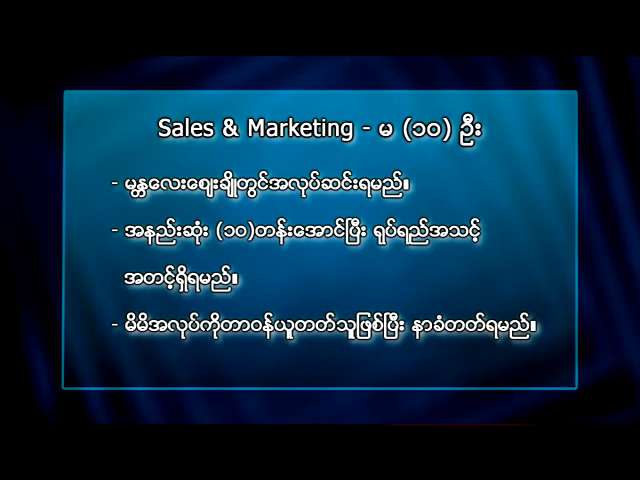 Sales & Marketing - မ (၁၀) ဦး
- မန္တလေးဈေးချိုတွင်အလုပ်ဆင်းရမည်။
- အနည်းဆုံး (၁၀)တန်းအောင်ပြီး ရုပ်ရည်အသင့်
အတင့်ရှိရမည်။
- မိမိအလုပ်ကိုတာဝန်ယူတတ်သူဖြစ်ပြီး နာခံတတ်ရမည်။